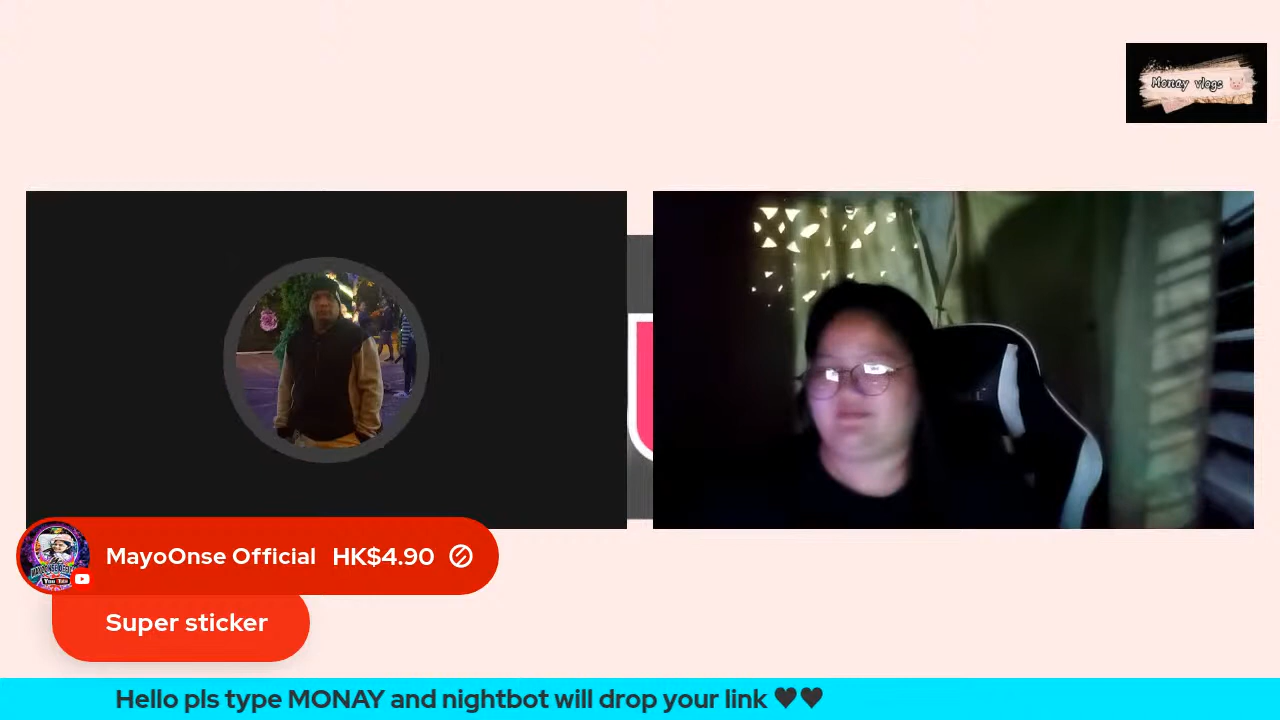 Monay vlogs
MayoOnse Official HK$4.90
Super sticker
Hello pls type MONAY and nightbot will drop your link 🖤🖤